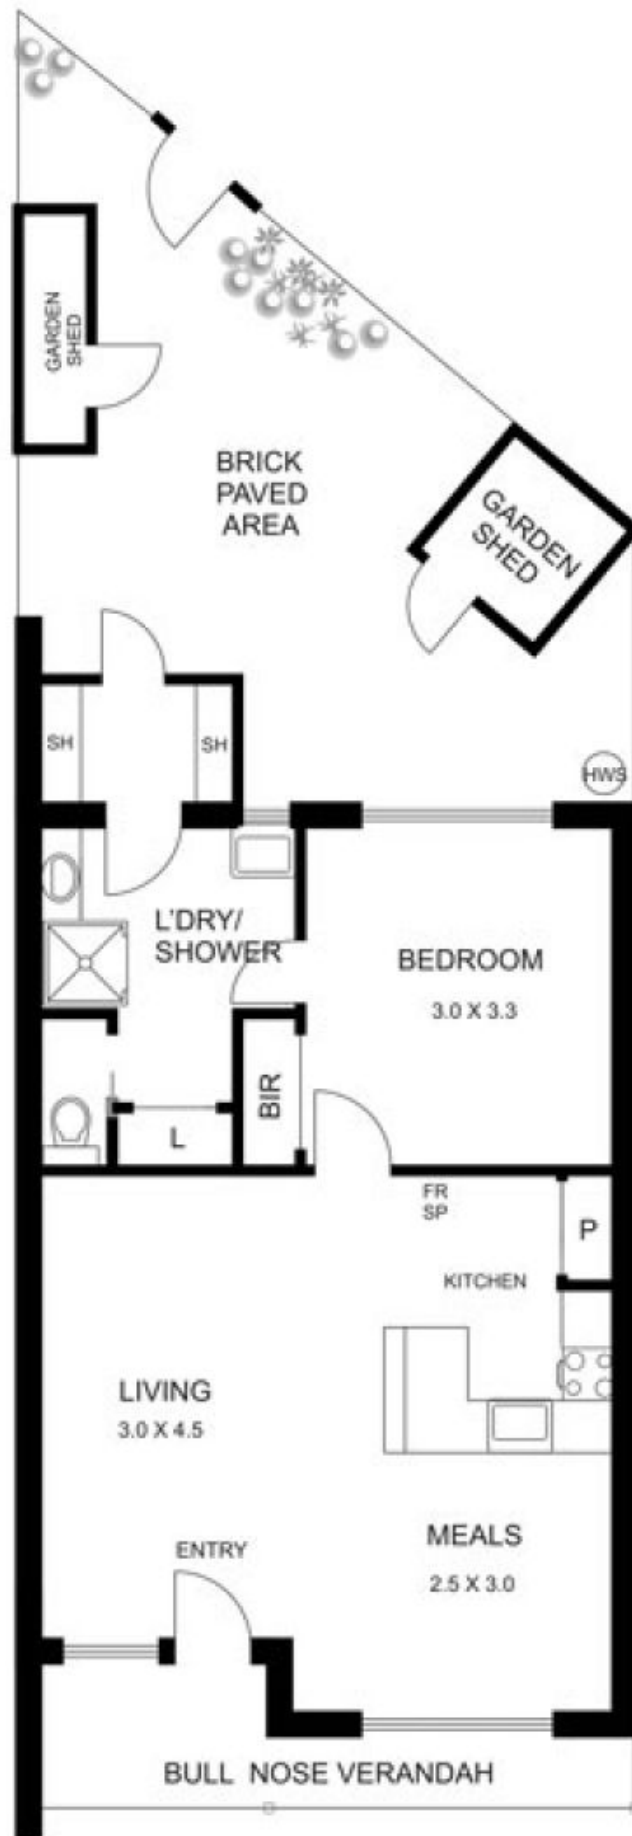 GARDEN
SHED
BRICK
PAVED
AREA
GARDEN
SHED
SH
SH
HWS
L'DRY/
SHOWER
BEDROOM
3.0 X 3.3
BIR
L
FR
SP
P
KITCHEN
LIVING
3.0 X 4.5
MEALS
2.5 X 3.0
ENTRY
BULL NOSE VERANDAH